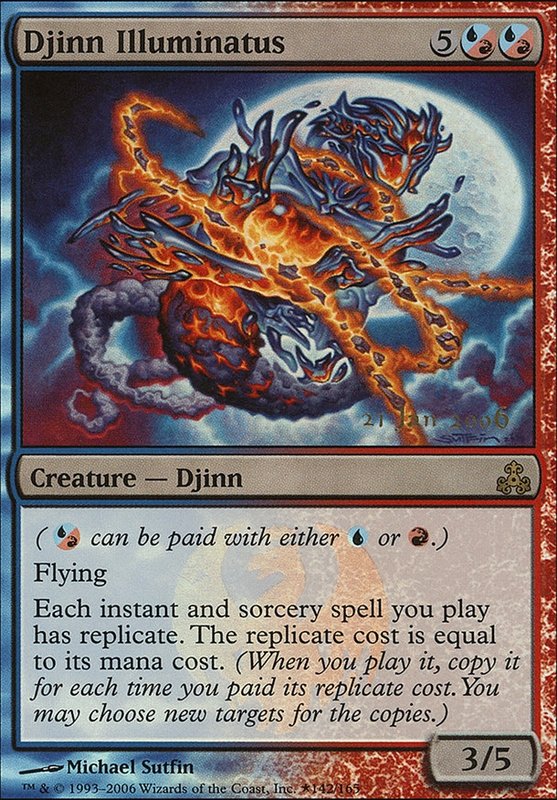 Djinn Illuminatus 5
21 Jan 2006
Sutfin
Creature — Djinn
( can be paid with either or .)
Flying
Each instant and sorcery spell you play
has replicate. The replicate cost is equal
to its mana cost. (When you play it, copy it
for each time you paid its replicate cost. You
may choose new targets for the copies.)
3/5
Michael Sutfin
™ & © 1993–2006 Wizards of the Coast, Inc. ★142/165